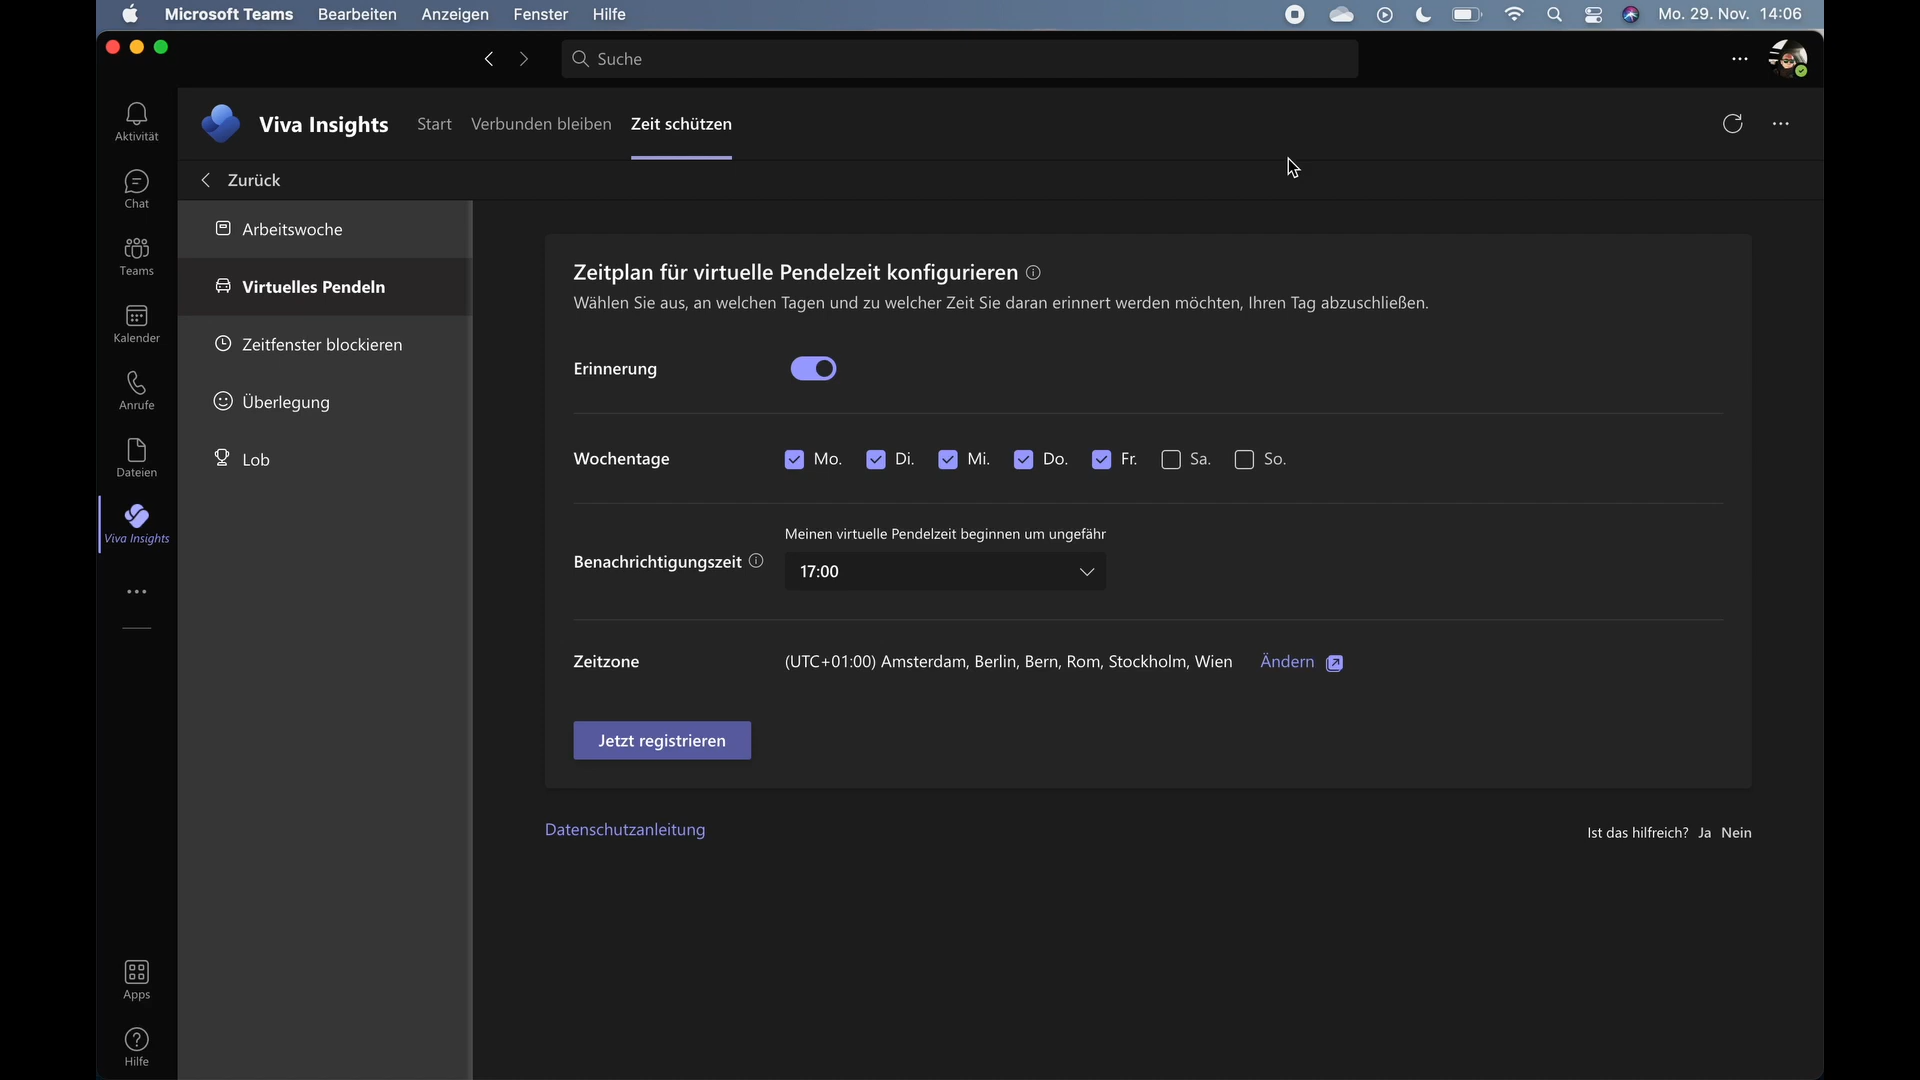 Microsoft Teams Bearbeiten Anzeigen Fenster Hilfe Mo. 29. Nov. 14:06
Suche
Aktivität
Chat
Teams
Kalender
Anrufe
Dateien
Viva Insights
Apps
Hilfe
Viva Insights Start Verbunden bleiben Zeit schützen
Zurück
Arbeitswoche
Virtuelles Pendeln
Zeitfenster blockieren
Überlegung
Lob
Zeitplan für virtuelle Pendelzeit konfigurieren
Wählen Sie aus, an welchen Tagen und zu welcher Zeit Sie daran erinnert werden möchten, Ihren Tag abzuschließen.
Erinnerung
Wochentage Mo. Di. Mi. Do. Fr. Sa. So.
Meinen virtuelle Pendelzeit beginnen um ungefähr
Benachrichtigungszeit
17:00
Zeitzone (UTC+01:00) Amsterdam, Berlin, Bern, Rom, Stockholm, Wien Ändern
Jetzt registrieren
Datenschutzanleitung
Ist das hilfreich? Ja Nein